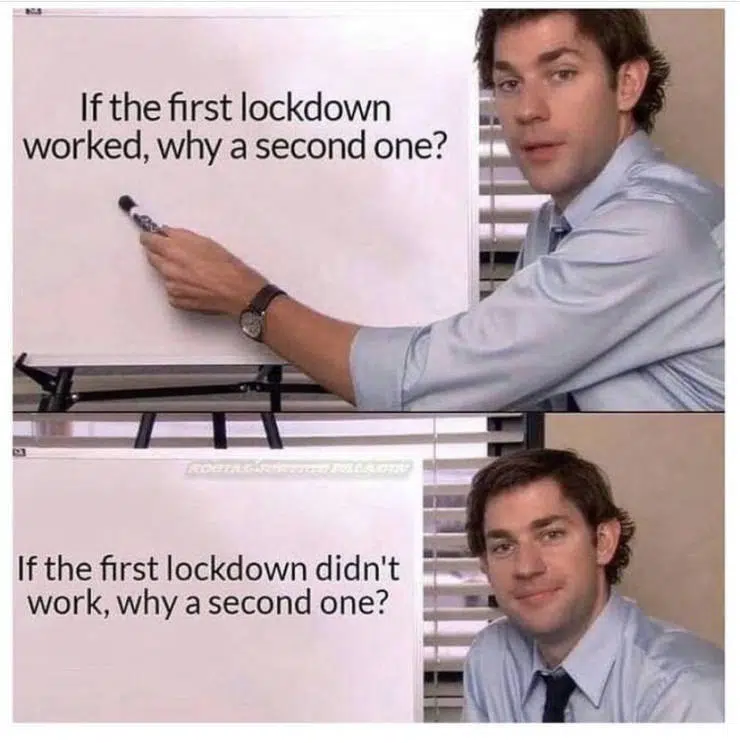 If the first lockdown
worked, why a second one?
If the first lockdown didn't
work, why a second one?